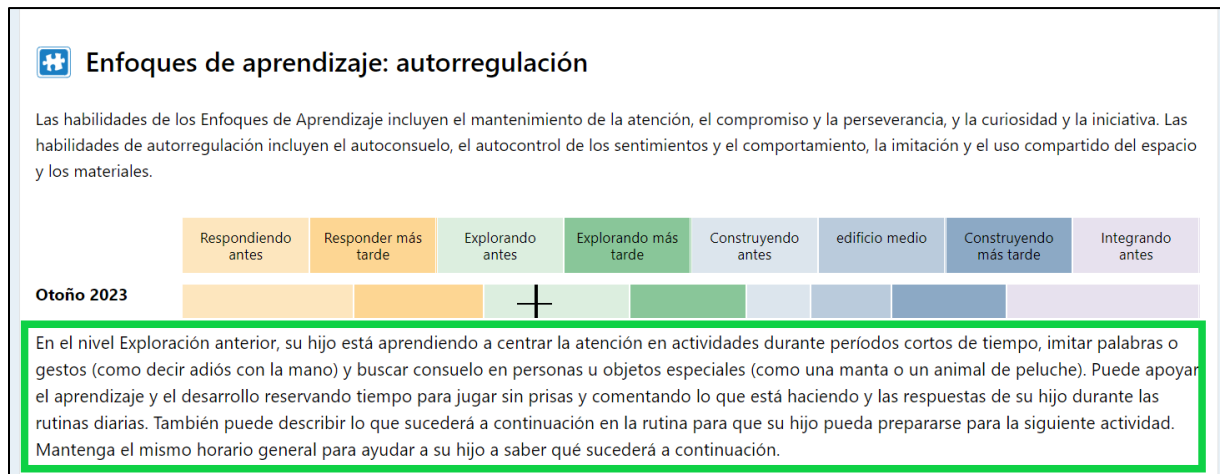 Enfoques de aprendizaje: autorregulación
Las habilidades de los Enfoques de Aprendizaje incluyen el mantenimiento de la atención, el compromiso y la perseverancia, y la curiosidad y la iniciativa. Las
habilidades de autorregulación incluyen el autoconsuelo, el autocontrol de los sentimientos y el comportamiento, la imitación y el uso compartido del espacio
y los materiales.
Respondiendo antes
Responder más tarde
Explorando antes
Explorando más tarde
Construyendo antes
edificio medio
Construyendo más tarde
Integrando antes
Otoño 2023
En el nivel Exploración anterior, su hijo está aprendiendo a centrar la atención en actividades durante períodos cortos de tiempo, imitar palabras o
gestos (como decir adiós con la mano) y buscar consuelo en personas u objetos especiales (como una manta o un animal de peluche). Puede apoyar
el aprendizaje y el desarrollo reservando tiempo para jugar sin prisas y comentando lo que está haciendo y las respuestas de su hijo durante las
rutinas diarias. También puede describir lo que sucederá a continuación en la rutina para que su hijo pueda prepararse para la siguiente actividad.
Mantenga el mismo horario general para ayudar a su hijo a saber qué sucederá a continuación.